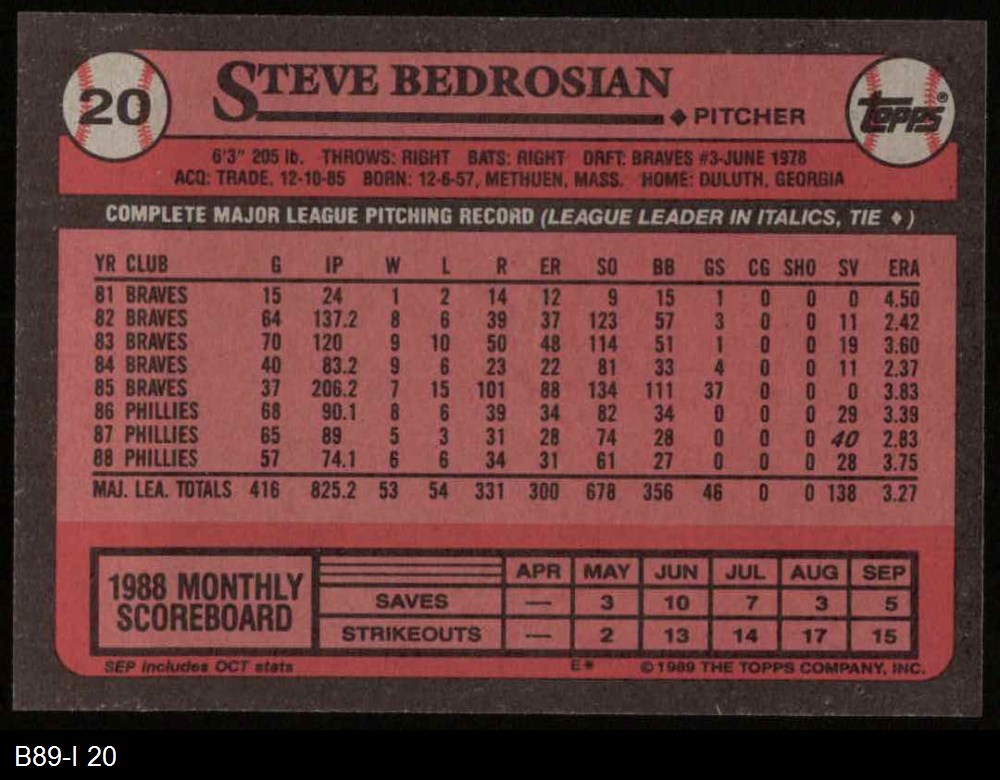 20 STEVE BEDROSIAN Topps®
♦ PITCHER
6'3" 205 lb. THROWS: RIGHT BATS: RIGHT DRFT: BRAVES #3-JUNE 1978
ACQ: TRADE, 12-10-85 BORN: 12-6-57, METHUEN, MASS. HOME: DULUTH, GEORGIA
COMPLETE MAJOR LEAGUE PITCHING RECORD (LEAGUE LEADER IN ITALICS, TIE ♦)
YR CLUB G IP W L R ER SO BB GS CG SHO SV ERA
81 BRAVES 15 24 1 2 14 12 9 15 1 0 0 0 4.50
82 BRAVES 64 137.2 8 6 39 37 123 57 3 0 0 11 2.42
83 BRAVES 70 120 9 10 50 48 114 51 1 0 0 19 3.60
84 BRAVES 40 83.2 9 6 23 22 81 33 4 0 0 11 2.37
85 BRAVES 37 206.2 7 15 101 88 134 111 37 0 0 0 3.83
86 PHILLIES 68 90.1 8 6 39 34 82 34 0 0 0 29 3.39
87 PHILLIES 65 89 5 3 31 28 74 28 0 0 0 40 2.83
88 PHILLIES 57 74.1 6 6 34 31 61 27 0 0 0 28 3.75
MAJ. LEA. TOTALS 416 825.2 53 54 331 300 678 356 46 0 0 138 3.27
1988 MONTHLY SCOREBOARD
APR MAY JUN JUL AUG SEP
SAVES — 3 10 7 3 5
STRIKEOUTS — 2 13 14 17 15
SEP includes OCT stats E* © 1989 THE TOPPS COMPANY, INC.
B89-I 20